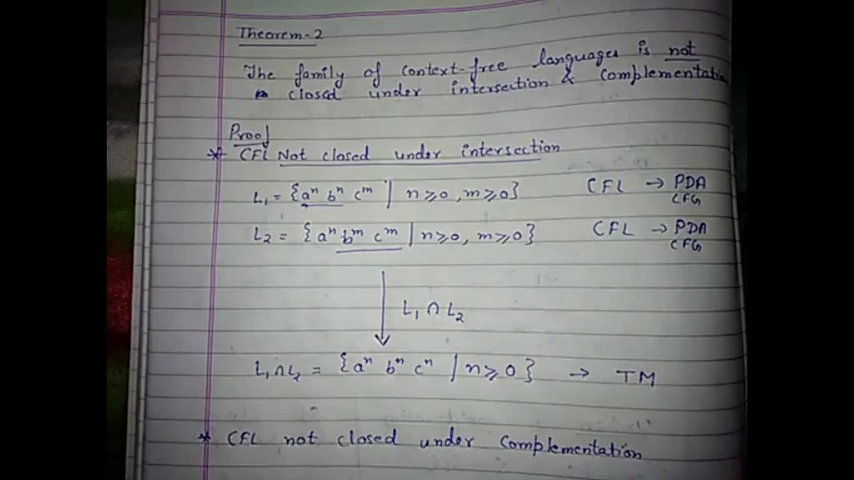 Theorem-2
The family of context-free languages is not
closed under intersection & complementation
Proof
* CFL Not closed under intersection
L₁ = {aⁿ bⁿ cᵐ | n≥0, m≥0} CFL → PDA
CFG
L₂ = {aⁿ bᵐ cᵐ | n≥0, m≥0} CFL → PDA
CFG
L₁ ∩ L₂
L₁∩L₂ = {aⁿ bⁿ cⁿ | n≥0} → TM
* CFL not closed under complementation